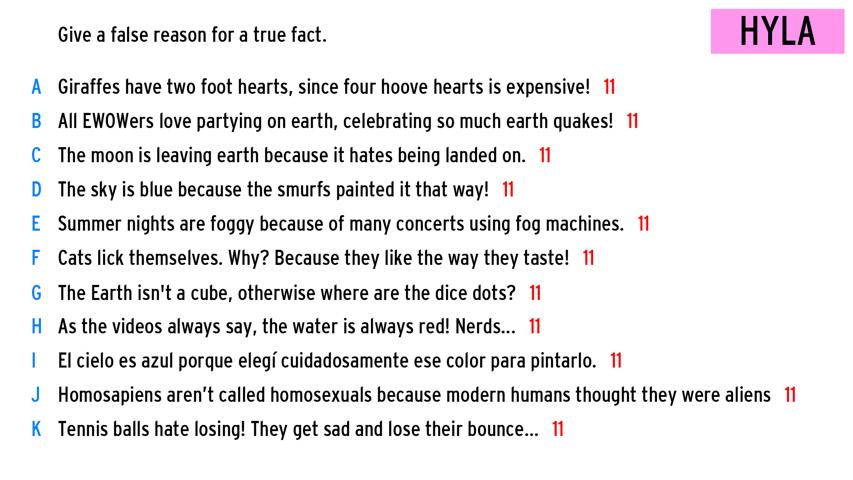 Give a false reason for a true fact.
HYLA
A Giraffes have two foot hearts, since four hoove hearts is expensive! 11
B All EWOWers love partying on earth, celebrating so much earth quakes! 11
C The moon is leaving earth because it hates being landed on. 11
D The sky is blue because the smurfs painted it that way! 11
E Summer nights are foggy because of many concerts using fog machines. 11
F Cats lick themselves. Why? Because they like the way they taste! 11
G The Earth isn't a cube, otherwise where are the dice dots? 11
H As the videos always say, the water is always red! Nerds... 11
I El cielo es azul porque elegí cuidadosamente ese color para pintarlo. 11
J Homosapiens aren’t called homosexuals because modern humans thought they were aliens 11
K Tennis balls hate losing! They get sad and lose their bounce... 11